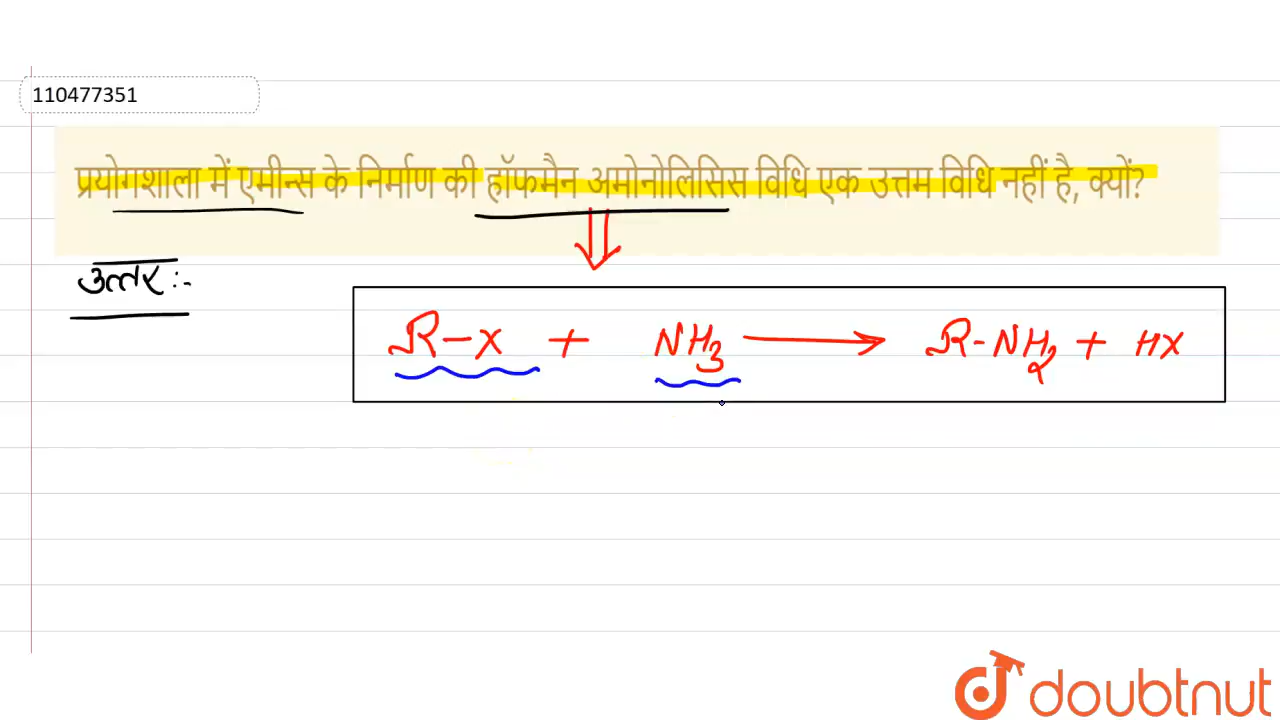 110477351
प्रयोगशाला में एमीन्स के निर्माण की हॉफमैन अमोनोलिसिस विधि एक उत्तम विधि नहीं है, क्यों?
उत्तर :-
R-X + NH3 ⟶ R-NH2 + HX
doubtnut